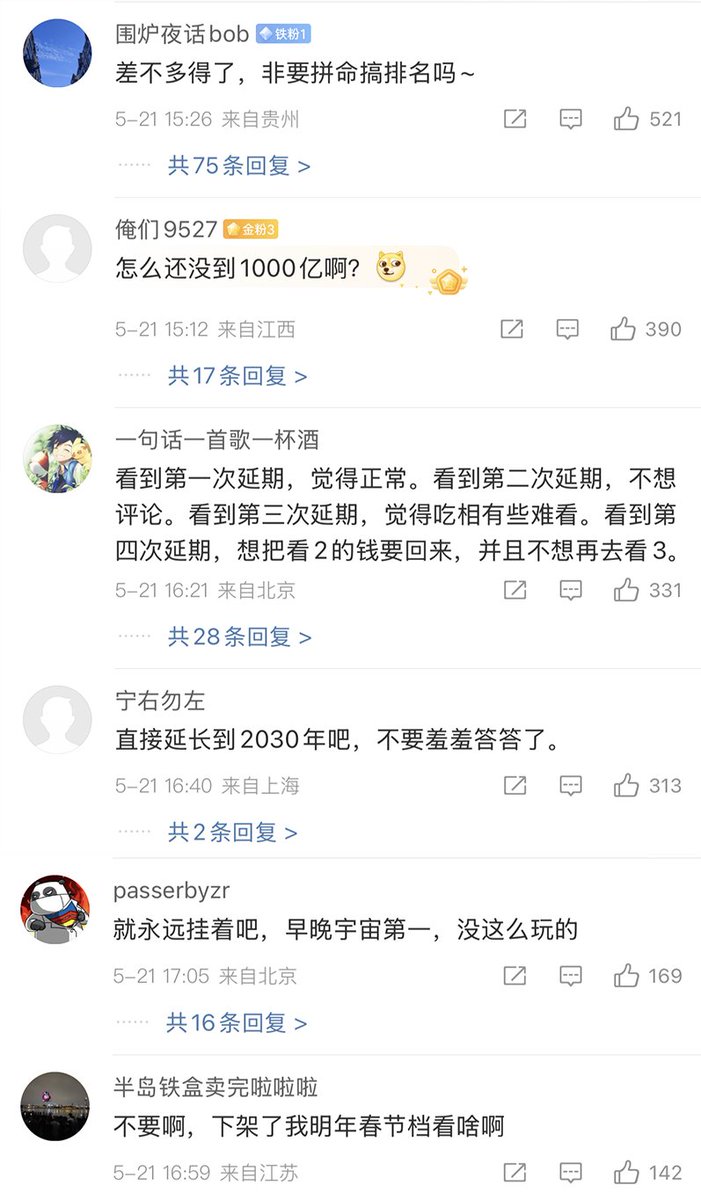 围炉夜话bob 铁粉1
差不多得了，非要拼命搞排名吗~
5-21 15:26 来自贵州 521
共75条回复 >
俺们9527 金粉3
怎么还没到1000亿啊？
5-21 15:12 来自江西 390
共17条回复 >
一句话一首歌一杯酒
看到第一次延期，觉得正常。看到第二次延期，不想
评论。看到第三次延期，觉得吃相有些难看。看到第
四次延期，想把看2的钱要回来，并且不想再去看3。
5-21 16:21 来自北京 331
共28条回复 >
宁右勿左
直接延长到2030年吧，不要羞羞答答了。
5-21 16:40 来自上海 313
共2条回复 >
passerbyzr
就永远挂着吧，早晚宇宙第一，没这么玩的
5-21 17:05 来自北京 169
共16条回复 >
半岛铁盒卖完啦啦啦
不要啊，下架了我明年春节档看啥啊
5-21 16:59 来自江苏 142